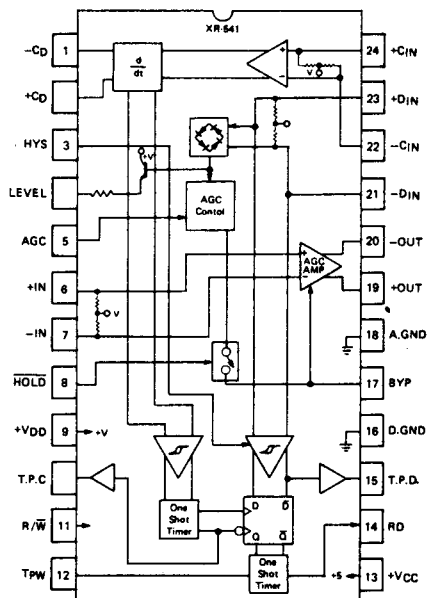 XR-541
-CD 1
+CD
HYS 3
LEVEL
AGC 5
+IN 6
-IN 7
HOLD 8
+VDD 9
T.P.C
R/W 11
TPW 12
24 +CIN
23 +DIN
22 -CIN
21 -DIN
20 -OUT
19 +OUT
18 A.GND
17 BYP
16 D.GND
15 T.P.D.
14 RD
13 +VCC
d
dt
+
-
V
+V
AGC
Contol
+
-
AGC
AMP
V
+V
D D
Q Q
One
Shot
Timer
One
Shot
Timer
+5